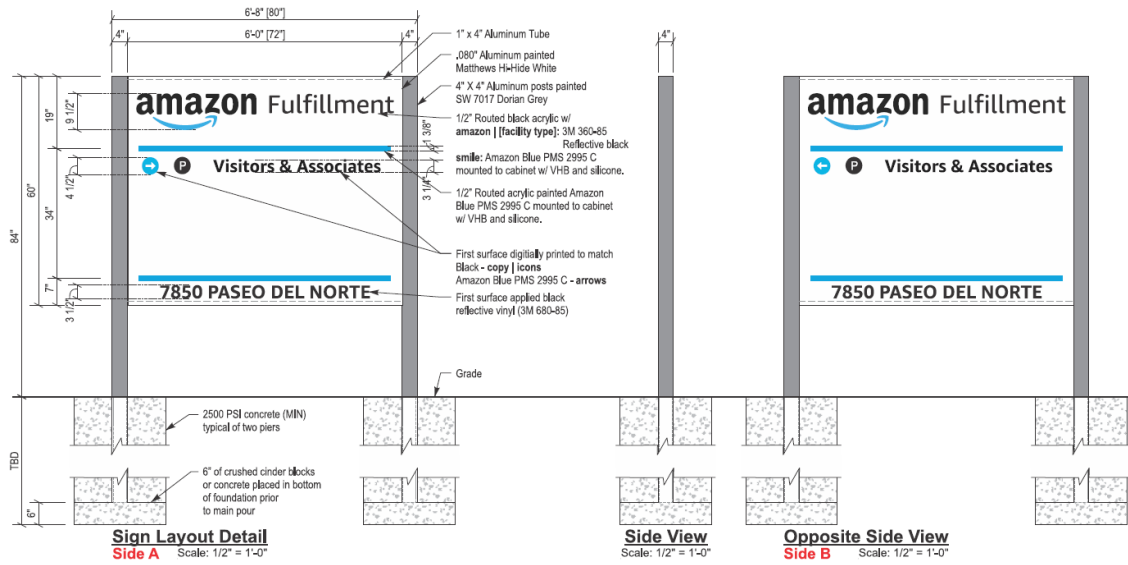 6'-8" [80"]
4"
6'-0" [72"]
4"
4"
1" x 4" Aluminum Tube
.080" Aluminum painted
Matthews Hi-Hide White
4" X 4" Aluminum posts painted
SW 7017 Dorian Grey
1/2" Routed black acrylic w/
amazon | [facility type]: 3M 360-85
Reflective black
smile: Amazon Blue PMS 2995 C
mounted to cabinet w/ VHB and silicone.
1/2" Routed acrylic painted Amazon
Blue PMS 2995 C mounted to cabinet
w/ VHB and silicone.
First surface digitially printed to match
Black - copy | icons
Amazon Blue PMS 2995 C - arrows
First surface applied black
reflective vinyl (3M 680-85)
Grade
84"
60"
19"
34"
7"
9 1/2"
4 1/2"
3 1/2"
1 3/8"
3 1/4"
amazon Fulfillment
P Visitors & Associates
7850 PASEO DEL NORTE
amazon Fulfillment
P Visitors & Associates
7850 PASEO DEL NORTE
TBD
6"
2500 PSI concrete (MIN)
typical of two piers
6" of crushed cinder blocks
or concrete placed in bottom
of foundation prior
to main pour
Sign Layout Detail
Side A Scale: 1/2" = 1'-0"
Side View
Scale: 1/2" = 1'-0"
Opposite Side View
Side B Scale: 1/2" = 1'-0"